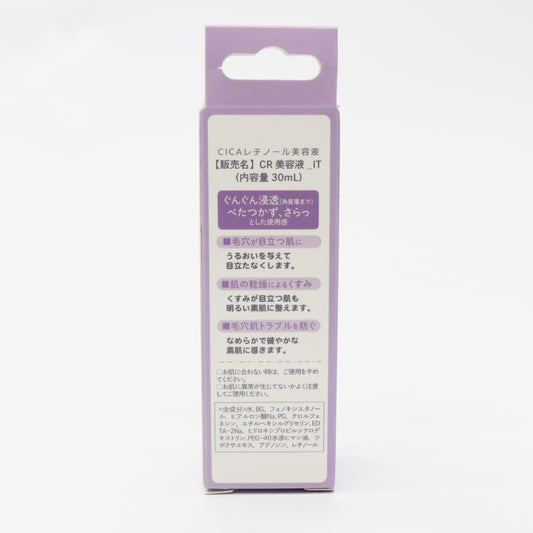 CICAレチノール美容液
【販売名】CR 美容液 _IT
(内容量 30mL)
ぐんぐん浸透(角質層まで)
べたつかず、さらっ
とした使用感
■毛穴が目立つ肌に
うるおいを与えて
目立たなくします。
■肌の乾燥によるくすみ
くすみが目立つ肌も
明るい素肌に整えます。
■毛穴肌トラブルを防ぐ
なめらかで健やかな
素肌に導きます。
○お肌に合わない時は、ご使用をやめ
てください。
○お肌に異常が生じてないかよく注意
してご使用ください。
<全成分>水、BG、フェノキシエタノー
ル、ヒアルロン酸Na、PG、クロルフェ
ネシン、エチルヘキシルグリセリン、ED
TA-2Na、ヒドロキシプロピルシクロデ
キストリン、PEG-40水添ヒマシ油、ツ
ボクサエキス、アデノシン、レチノール